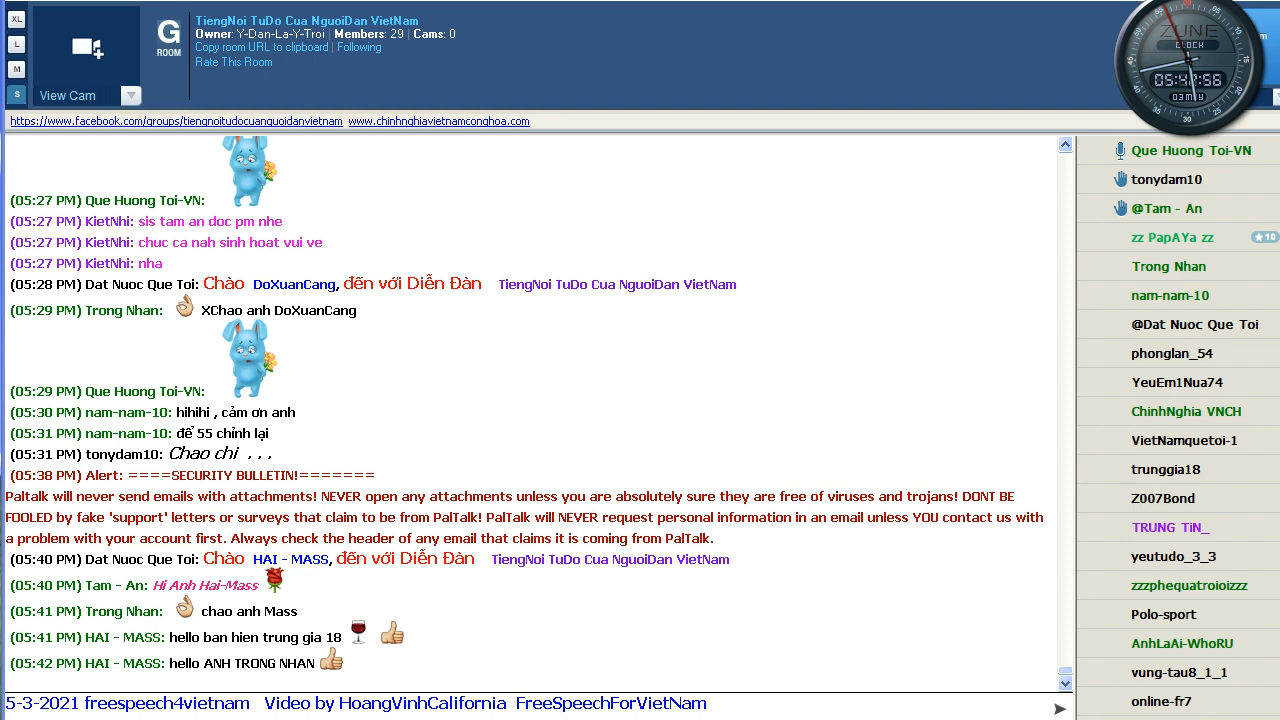 XL
L
M
S
View Cam
G
ROOM
TiengNoi TuDo Cua NguoiDan VietNam
Owner: Y-Dan-La-Y-Troi | Members: 29 | Cams: 0
Copy room URL to clipboard | Following
Rate This Room
ZUNE
CLOCK
03 May
https://www.facebook.com/groups/tiengnoitudocuanguoidanvietnam www.chinhnghiavietnamconghoa.com
(05:27 PM) Que Huong Toi-VN:
(05:27 PM) KietNhi: sis tam an doc pm nhe
(05:27 PM) KietNhi: chuc ca nah sinh hoat vui ve
(05:27 PM) KietNhi: nha
(05:28 PM) Dat Nuoc Que Toi: Chào DoXuanCang, đến với Diễn Đàn TiengNoi TuDo Cua NguoiDan VietNam
(05:29 PM) Trong Nhan: XChao anh DoXuanCang
(05:29 PM) Que Huong Toi-VN:
(05:30 PM) nam-nam-10: hihihi , cảm ơn anh
(05:31 PM) nam-nam-10: để 55 chỉnh lại
(05:31 PM) tonydam10: Chao chi . . .
(05:38 PM) Alert: ====SECURITY BULLETIN!=======
Paltalk will never send emails with attachments! NEVER open any attachments unless you are absolutely sure they are free of viruses and trojans! DONT BE
FOOLED by fake 'support' letters or surveys that claim to be from PalTalk! PalTalk will NEVER request personal information in an email unless YOU contact us with
a problem with your account first. Always check the header of any email that claims it is coming from PalTalk.
(05:40 PM) Dat Nuoc Que Toi: Chào HAI - MASS, đến với Diễn Đàn TiengNoi TuDo Cua NguoiDan VietNam
(05:40 PM) Tam - An: Hi Anh Hai-Mass
(05:41 PM) Trong Nhan: chao anh Mass
(05:41 PM) HAI - MASS: hello ban hien trung gia 18
(05:42 PM) HAI - MASS: hello ANH TRONG NHAN
5-3-2021 freespeech4vietnam Video by HoangVinhCalifornia FreeSpeechForVietNam
Que Huong Toi-VN
tonydam10
@Tam - An
zz PapAYa zz
10
Trong Nhan
nam-nam-10
@Dat Nuoc Que Toi
phonglan_54
YeuEm1Nua74
ChinhNghia VNCH
VietNamquetoi-1
trunggia18
Z007Bond
TRUNG TiN_
yeutudo_3_3
zzzphequatroioizzz
Polo-sport
AnhLaAi-WhoRU
vung-tau8_1_1
online-fr7